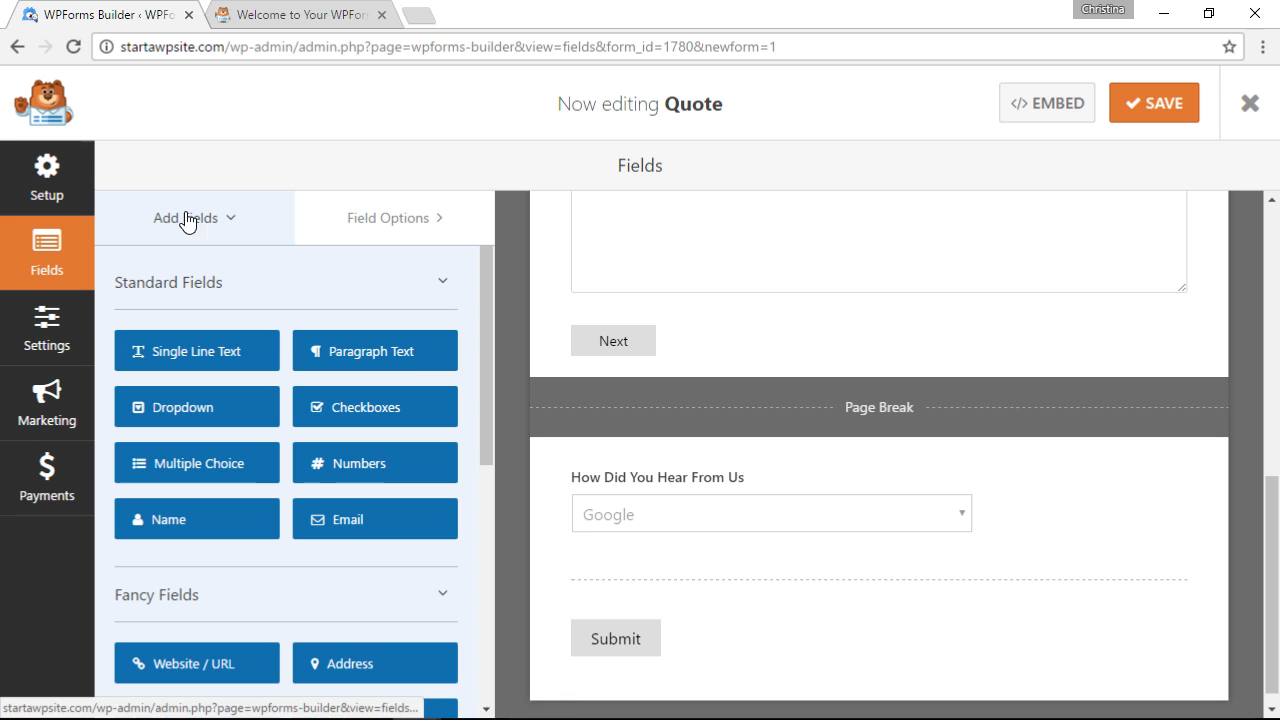 WPForms Builder ‹ WPFo
Welcome to Your WPFor
Christina
startawpsite.com/wp-admin/admin.php?page=wpforms-builder&view=fields&form_id=1780&newform=1
Now editing Quote
</> EMBED
SAVE
Setup
Fields
Settings
Marketing
Payments
Fields
Add Fields
Field Options
Standard Fields
Single Line Text
Paragraph Text
Dropdown
Checkboxes
Multiple Choice
Numbers
Name
Email
Fancy Fields
Website / URL
Address
Next
Page Break
How Did You Hear From Us
Google
Submit
startawpsite.com/wp-admin/admin.php?page=wpforms-builder&view=fields...